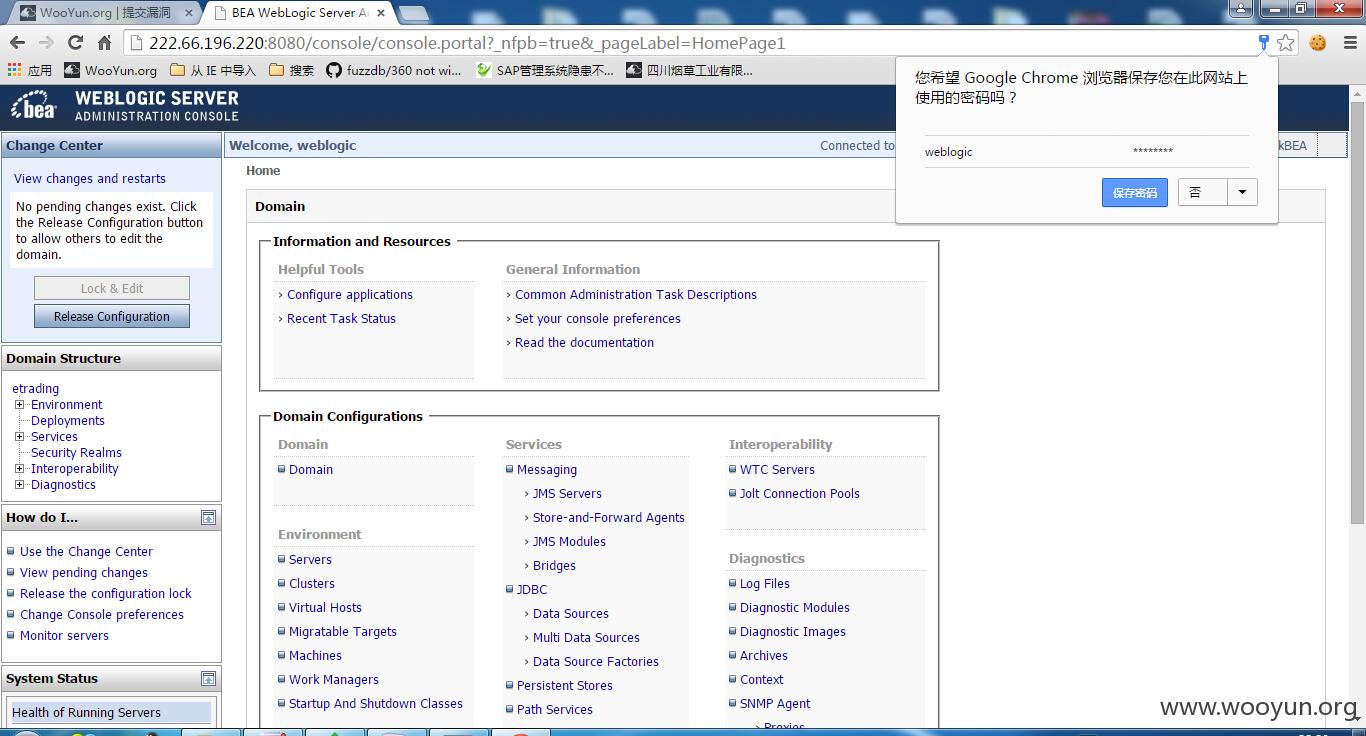 WooYun.org | 提交漏洞
BEA WebLogic Server A
222.66.196.220:8080/console/console.portal?_nfpb=true&_pageLabel=HomePage1
应用
WooYun.org
从 IE 中导入
搜索
fuzzdb/360 not wi...
SAP管理系统隐患不...
四川烟草工业有限...
您希望 Google Chrome 浏览器保存您在此网站上
使用的密码吗？
weblogic
********
保存密码
否
bea
WEBLOGIC SERVER
ADMINISTRATION CONSOLE
Change Center
View changes and restarts
No pending changes exist. Click
the Release Configuration button
to allow others to edit the
domain.
Lock & Edit
Release Configuration
Domain Structure
etrading
Environment
Deployments
Services
Security Realms
Interoperability
Diagnostics
How do I...
Use the Change Center
View pending changes
Release the configuration lock
Change Console preferences
Monitor servers
System Status
Health of Running Servers
Welcome, weblogic
Connected to
kBEA
Home
Domain
Information and Resources
Helpful Tools
› Configure applications
› Recent Task Status
General Information
› Common Administration Task Descriptions
› Set your console preferences
› Read the documentation
Domain Configurations
Domain
Domain
Environment
Servers
Clusters
Virtual Hosts
Migratable Targets
Machines
Work Managers
Startup And Shutdown Classes
Services
Messaging
› JMS Servers
› Store-and-Forward Agents
› JMS Modules
› Bridges
JDBC
› Data Sources
› Multi Data Sources
› Data Source Factories
Persistent Stores
Path Services
Interoperability
WTC Servers
Jolt Connection Pools
Diagnostics
Log Files
Diagnostic Modules
Diagnostic Images
Archives
Context
SNMP Agent
› Proxies
www.wooyun.org